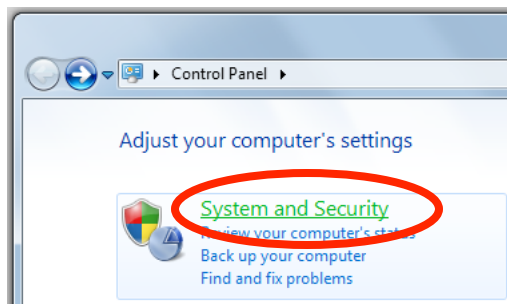 Control Panel
Adjust your computer's settings
System and Security
Review your computer's status
Back up your computer
Find and fix problems